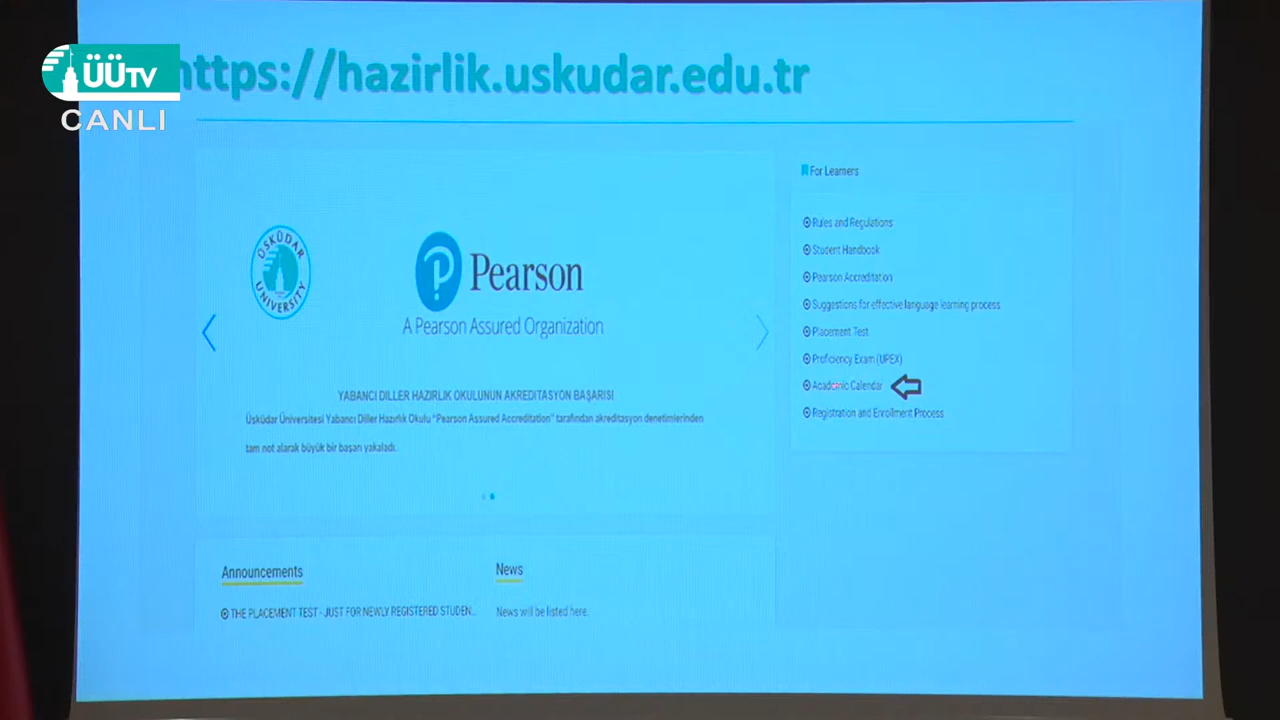 ÜÜTV
CANLI
https://hazirlik.uskudar.edu.tr
ÜSKÜDAR UNIVERSITY
Pearson
A Pearson Assured Organization
YABANCI DİLLER HAZIRLIK OKULUNUN AKREDİTASYON BAŞARISI
Üsküdar Üniversitesi Yabancı Diller Hazırlık Okulu "Pearson Assured Accreditation" tarafından akreditasyon denetimlerinden
tam not alarak büyük bir başarı yakaladı.
Announcements
THE PLACEMENT TEST - JUST FOR NEWLY REGISTERED STUDEN...
News
News will be listed here.
For Learners
Rules and Regulations
Student Handbook
Pearson Accreditation
Suggestions for effective language learning process
Placement Test
Proficiency Exam (UPEX)
Academic Calendar
Registration and Enrollment Process